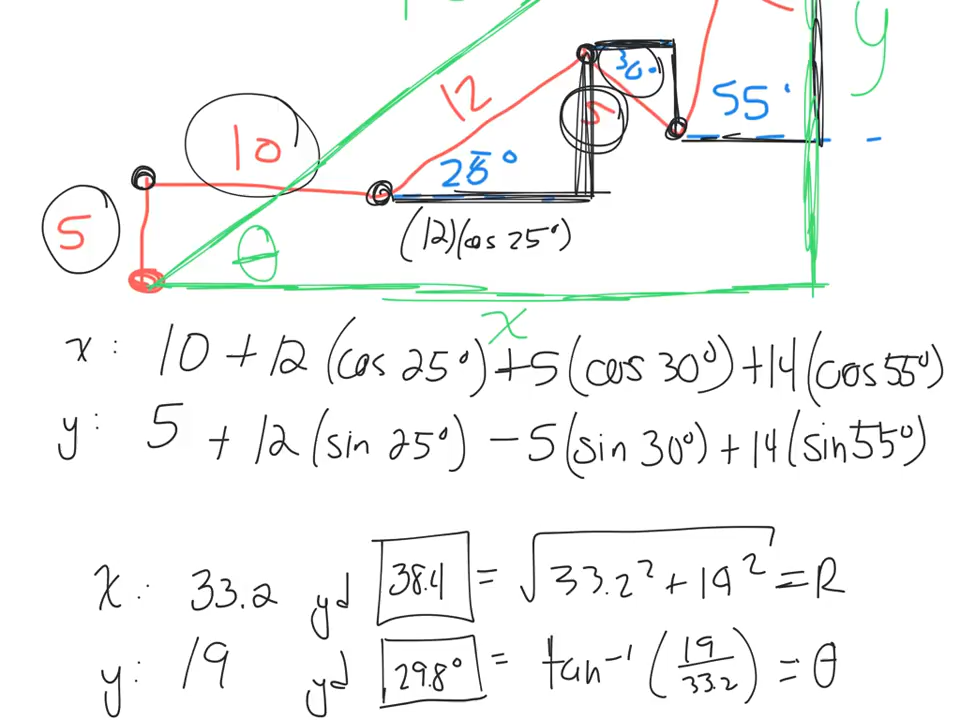 y
30°
12
5
55°
10
25°
5
(12)(cos 25°)
θ
x
x: 10 + 12 (cos 25°) + 5 (cos 30°) + 14 (cos 55°)
y: 5 + 12 (sin 25°) - 5 (sin 30°) + 14 (sin 55°)
x: 33.2 yd 38.4 = √33.2² + 19² = R
y: 19 yd 29.8° = tan⁻¹ (19/33.2) = θ